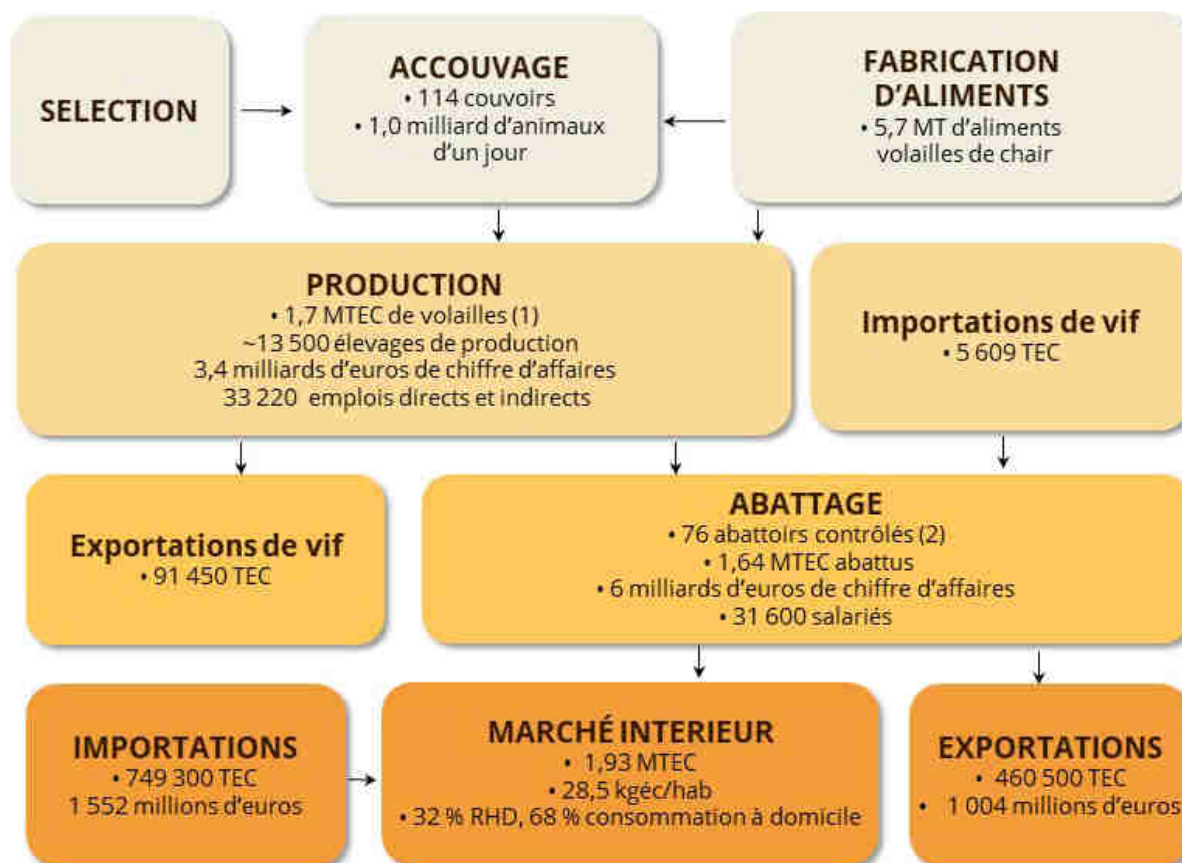 SELECTION
ACCOUVAGE
• 114 couvoirs
• 1,0 milliard d'animaux
d'un jour
FABRICATION
D'ALIMENTS
• 5,7 MT d'aliments
volailles de chair
PRODUCTION
• 1,7 MTEC de volailles (1)
~13 500 élevages de production
3,4 milliards d'euros de chiffre d'affaires
33 220 emplois directs et indirects
Importations de vif
• 5 609 TEC
Exportations de vif
• 91 450 TEC
ABATTAGE
• 76 abattoirs contrôlés (2)
• 1,64 MTEC abattus
• 6 milliards d'euros de chiffre d'affaires
• 31 600 salariés
IMPORTATIONS
• 749 300 TEC
1 552 millions d'euros
MARCHÉ INTERIEUR
• 1,93 MTEC
• 28,5 kgéc/hab
• 32 % RHD, 68 % consommation à domicile
EXPORTATIONS
• 460 500 TEC
• 1 004 millions d'euros